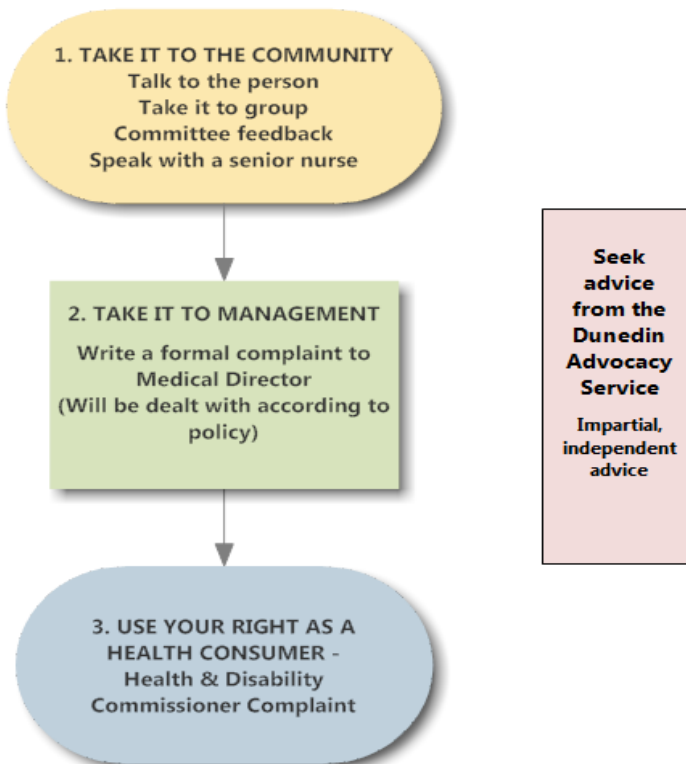 1. TAKE IT TO THE COMMUNITY
Talk to the person
Take it to group
Committee feedback
Speak with a senior nurse
2. TAKE IT TO MANAGEMENT
Write a formal complaint to
Medical Director
(Will be dealt with according to
policy)
3. USE YOUR RIGHT AS A
HEALTH CONSUMER -
Health & Disability
Commissioner Complaint
Seek
advice
from the
Dunedin
Advocacy
Service
Impartial,
independent
advice